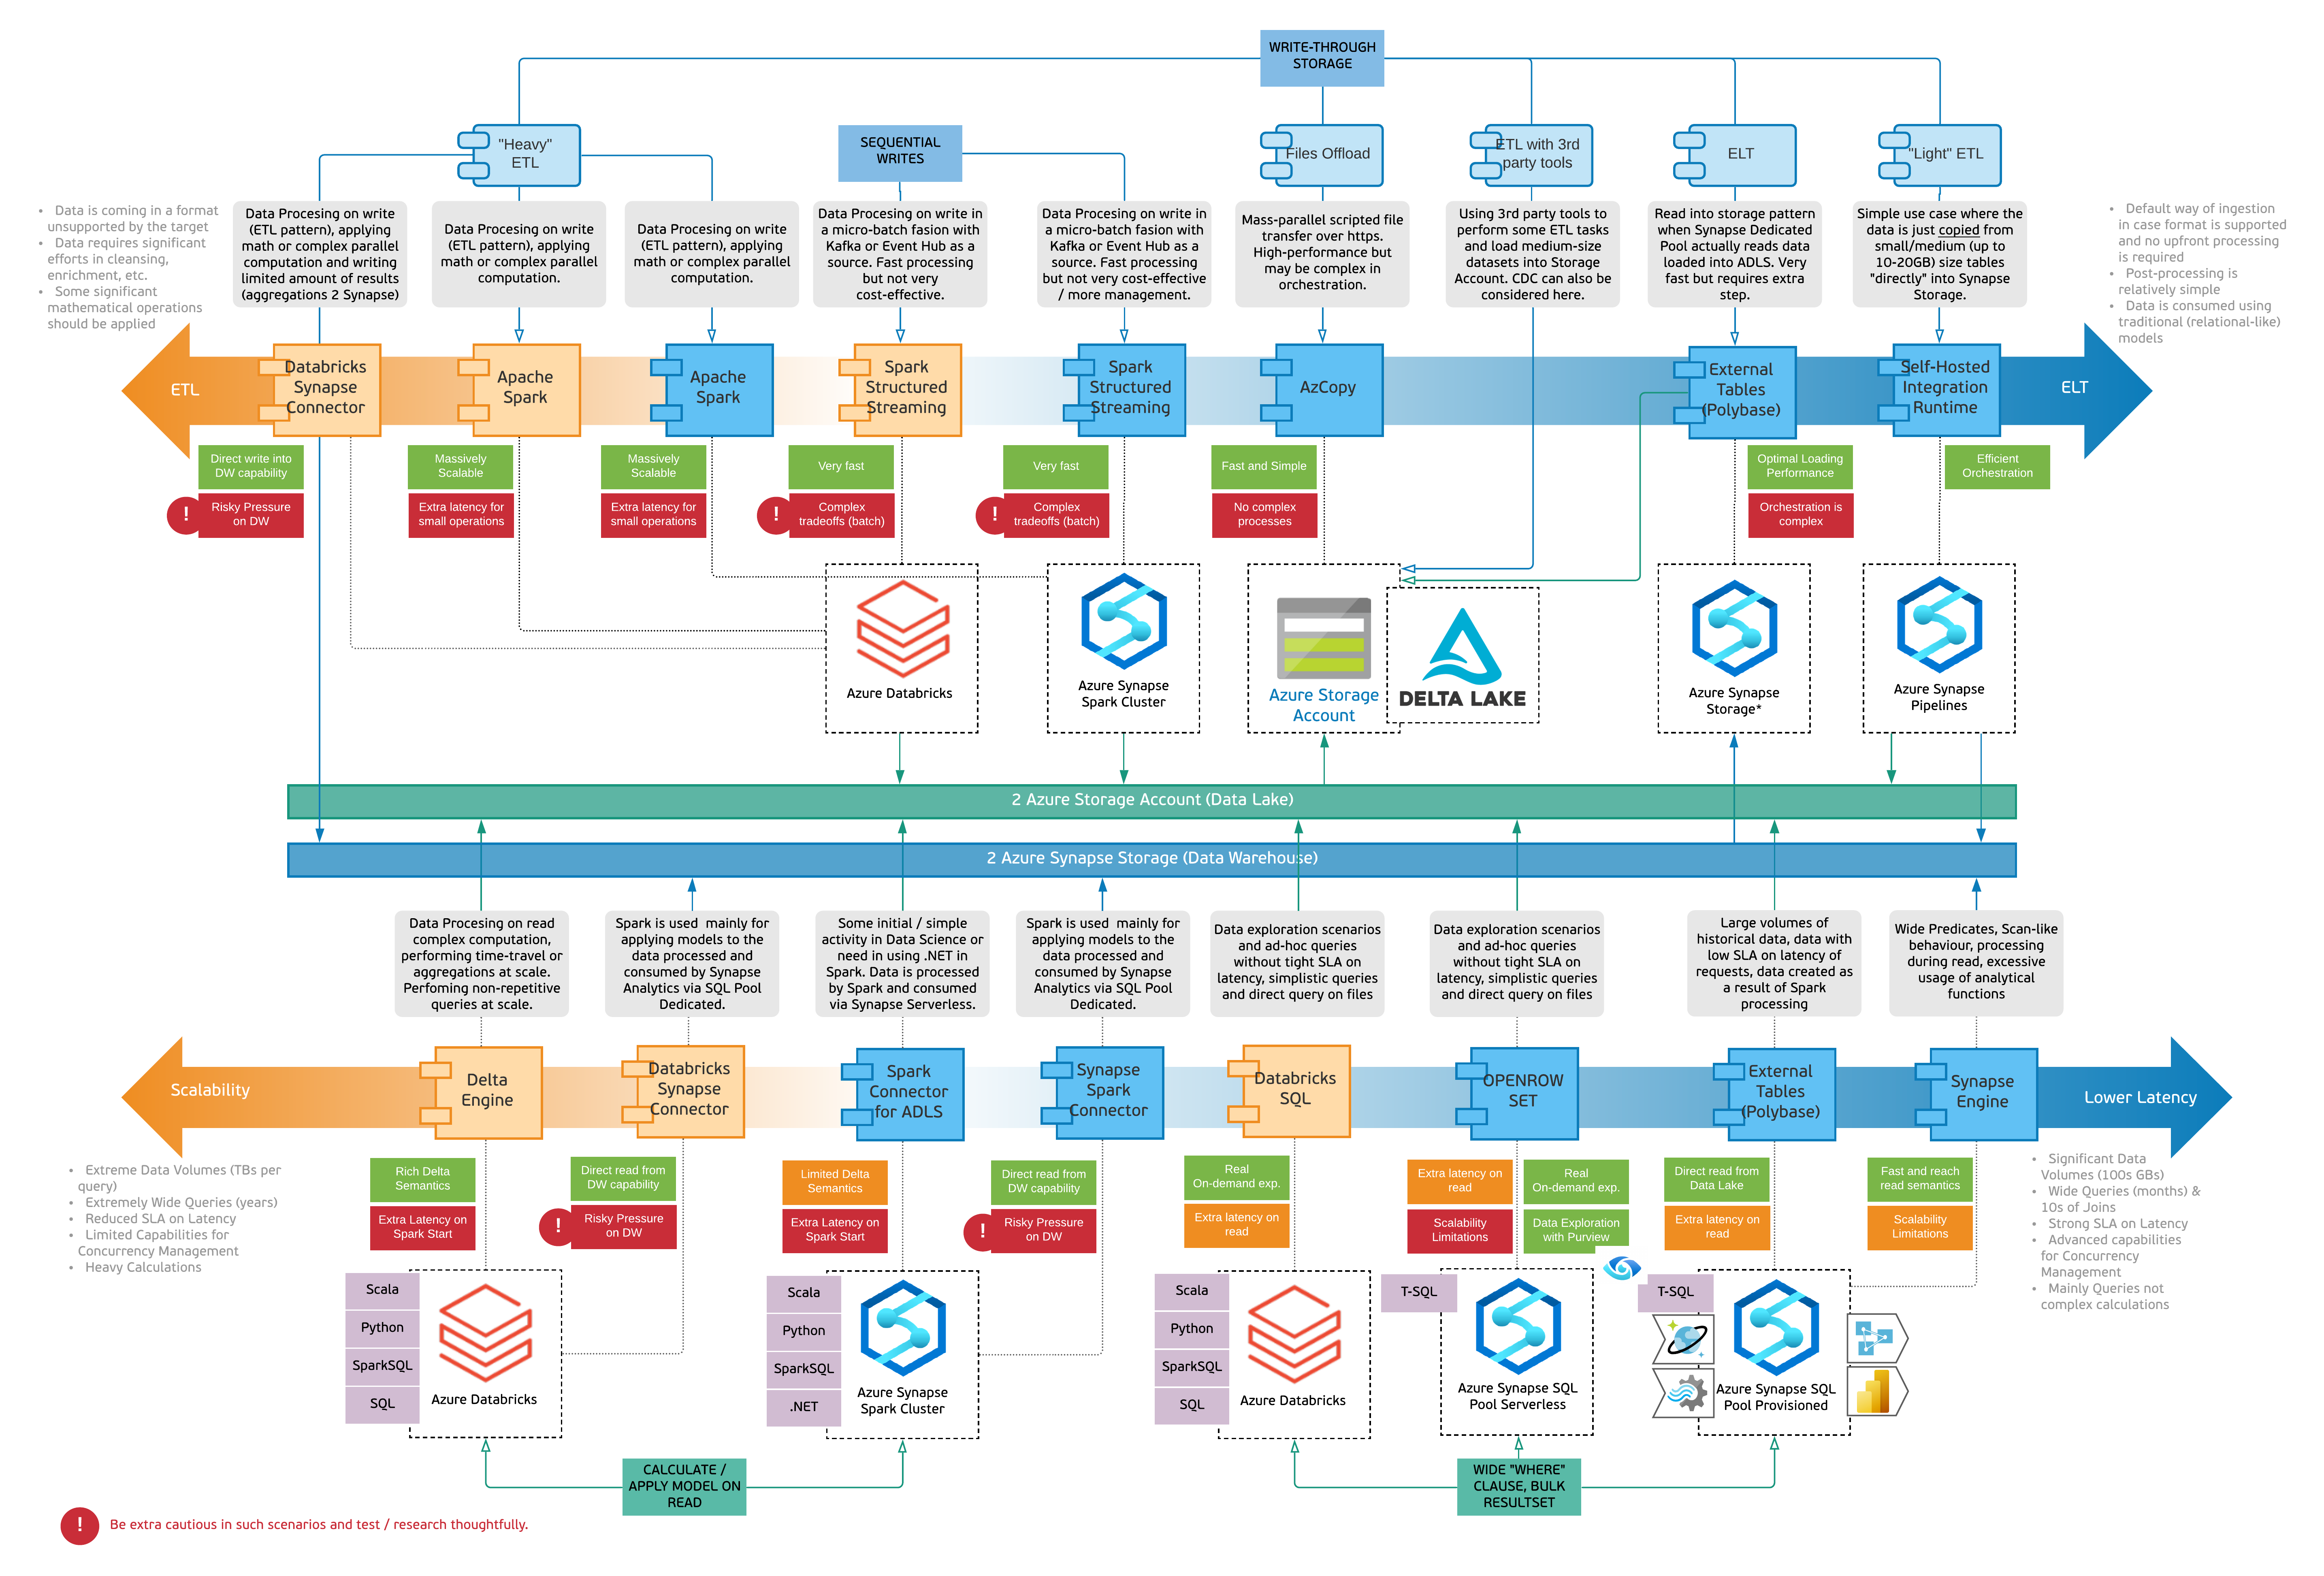 WRITE-THROUGH
STORAGE
"Heavy"
ETL
SEQUENTIAL
WRITES
Files Offload
ETL with 3rd
party tools
ELT
"Light" ETL
• Data is coming in a format
unsupported by the target
• Data requires significant
efforts in cleansing,
enrichment, etc.
• Some significant
mathematical operations
should be applied
Data Procesing on write
(ETL pattern), applying
math or complex parallel
computation and writing
limited amount of results
(aggregations 2 Synapse)
Data Procesing on write
(ETL pattern), applying
math or complex parallel
computation.
Data Procesing on write
(ETL pattern), applying
math or complex parallel
computation.
Data Procesing on write in
a micro-batch fasion with
Kafka or Event Hub as a
source. Fast processing
but not very
cost-effective.
Data Procesing on write in
a micro-batch fasion with
Kafka or Event Hub as a
source. Fast processing
but not very cost-effective
/ more management.
Mass-parallel scripted file
transfer over https.
High-performance but
may be complex in
orchestration.
Using 3rd party tools to
perform some ETL tasks
and load medium-size
datasets into Storage
Account. CDC can also be
considered here.
Read into storage pattern
when Synapse Dedicated
Pool actually reads data
loaded into ADLS. Very
fast but requires extra
step.
Simple use case where the
data is just copied from
small/medium (up to
10-20GB) size tables
"directly" into Synapse
Storage.
• Default way of ingestion
in case format is supported
and no upfront processing
is required
• Post-processing is
relatively simple
• Data is consumed using
traditional (relational-like)
models
ETL
Databricks
Synapse
Connector
Apache
Spark
Apache
Spark
Spark
Structured
Streaming
Spark
Structured
Streaming
AzCopy
External
Tables
(Polybase)
Self-Hosted
Integration
Runtime
ELT
Direct write into
DW capability
!
Risky Pressure
on DW
Massively
Scalable
Extra latency for
small operations
Massively
Scalable
Extra latency for
small operations
Very fast
!
Complex
tradeoffs (batch)
Very fast
!
Complex
tradeoffs (batch)
Fast and Simple
No complex
processes
Optimal Loading
Performance
Orchestration is
complex
Efficient
Orchestration
Azure Databricks
Azure Synapse
Spark Cluster
Azure Storage
Account
DELTA LAKE
Azure Synapse
Storage*
Azure Synapse
Pipelines
2 Azure Storage Account (Data Lake)
2 Azure Synapse Storage (Data Warehouse)
Data Procesing on read
complex computation,
performing time-travel or
aggregations at scale.
Perfoming non-repetitive
queries at scale.
Spark is used mainly for
applying models to the
data processed and
consumed by Synapse
Analytics via SQL Pool
Dedicated.
Some initial / simple
activity in Data Science or
need in using .NET in
Spark. Data is processed
by Spark and consumed
via Synapse Serverless.
Spark is used mainly for
applying models to the
data processed and
consumed by Synapse
Analytics via SQL Pool
Dedicated.
Data exploration scenarios
and ad-hoc queries
without tight SLA on
latency, simplistic queries
and direct query on files
Data exploration scenarios
and ad-hoc queries
without tight SLA on
latency, simplistic queries
and direct query on files
Large volumes of
historical data, data with
low SLA on latency of
requests, data created as
a result of Spark
processing
Wide Predicates, Scan-like
behaviour, processing
during read, excessive
usage of analytical
functions
Scalability
Delta
Engine
Databricks
Synapse
Connector
Spark
Connector
for ADLS
Synapse
Spark
Connector
Databricks
SQL
OPENROW
SET
External
Tables
(Polybase)
Synapse
Engine
Lower Latency
• Extreme Data Volumes (TBs per
query)
• Extremely Wide Queries (years)
• Reduced SLA on Latency
• Limited Capabilities for
Concurrency Management
• Heavy Calculations
Rich Delta
Semantics
Extra Latency on
Spark Start
Direct read from
DW capability
!
Risky Pressure
on DW
Limited Delta
Semantics
Extra Latency on
Spark Start
Direct read from
DW capability
!
Risky Pressure
on DW
Real
On-demand exp.
Extra latency on
read
Extra latency on
read
Scalability
Limitations
Real
On-demand exp.
Data Exploration
with Purview
Direct read from
Data Lake
Extra latency on
read
Fast and reach
read semantics
Scalability
Limitations
• Significant Data
Volumes (100s GBs)
• Wide Queries (months) &
10s of Joins
• Strong SLA on Latency
• Advanced capabilities
for Concurrency
Management
• Mainly Queries not
complex calculations
Scala
Python
SparkSQL
SQL
Azure Databricks
Scala
Python
SparkSQL
.NET
Azure Synapse
Spark Cluster
Scala
Python
SparkSQL
SQL
Azure Databricks
T-SQL
Azure Synapse SQL
Pool Serverless
T-SQL
Azure Synapse SQL
Pool Provisioned
CALCULATE /
APPLY MODEL ON
READ
WIDE "WHERE"
CLAUSE, BULK
RESULTSET
!
Be extra cautious in such scenarios and test / research thoughtfully.